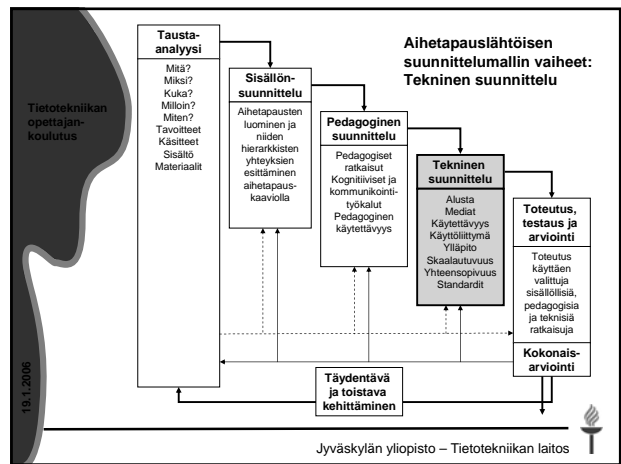 Aihetapauslähtöisen
suunnittelumallin vaiheet:
Tekninen suunnittelu
Tietotekniikan
opettajan-
koulutus
Tausta-
analyysi
Mitä?
Miksi?
Kuka?
Milloin?
Miten?
Tavoitteet
Käsitteet
Sisältö
Materiaalit
Sisällön-
suunnittelu
Aihetapausten
luominen ja
niiden
hierarkkisten
yhteyksien
esittäminen
aihetapaus-
kaaviolla
Pedagoginen
suunnittelu
Pedagogiset
ratkaisut
Kognitiiviset ja
kommunikointi-
työkalut
Pedagoginen
käytettävyys
Tekninen
suunnittelu
Alusta
Mediat
Käytettävyys
Käyttöliittymä
Ylläpito
Skaalautuvuus
Yhteensopivuus
Standardit
Toteutus,
testaus ja
arviointi
Toteutus
käyttäen
valittuja
sisällöllisiä,
pedagogisia
ja teknisiä
ratkaisuja
Kokonais-
arviointi
Täydentävä
ja toistava
kehittäminen
19.1.2006
Jyväskylän yliopisto – Tietotekniikan laitos